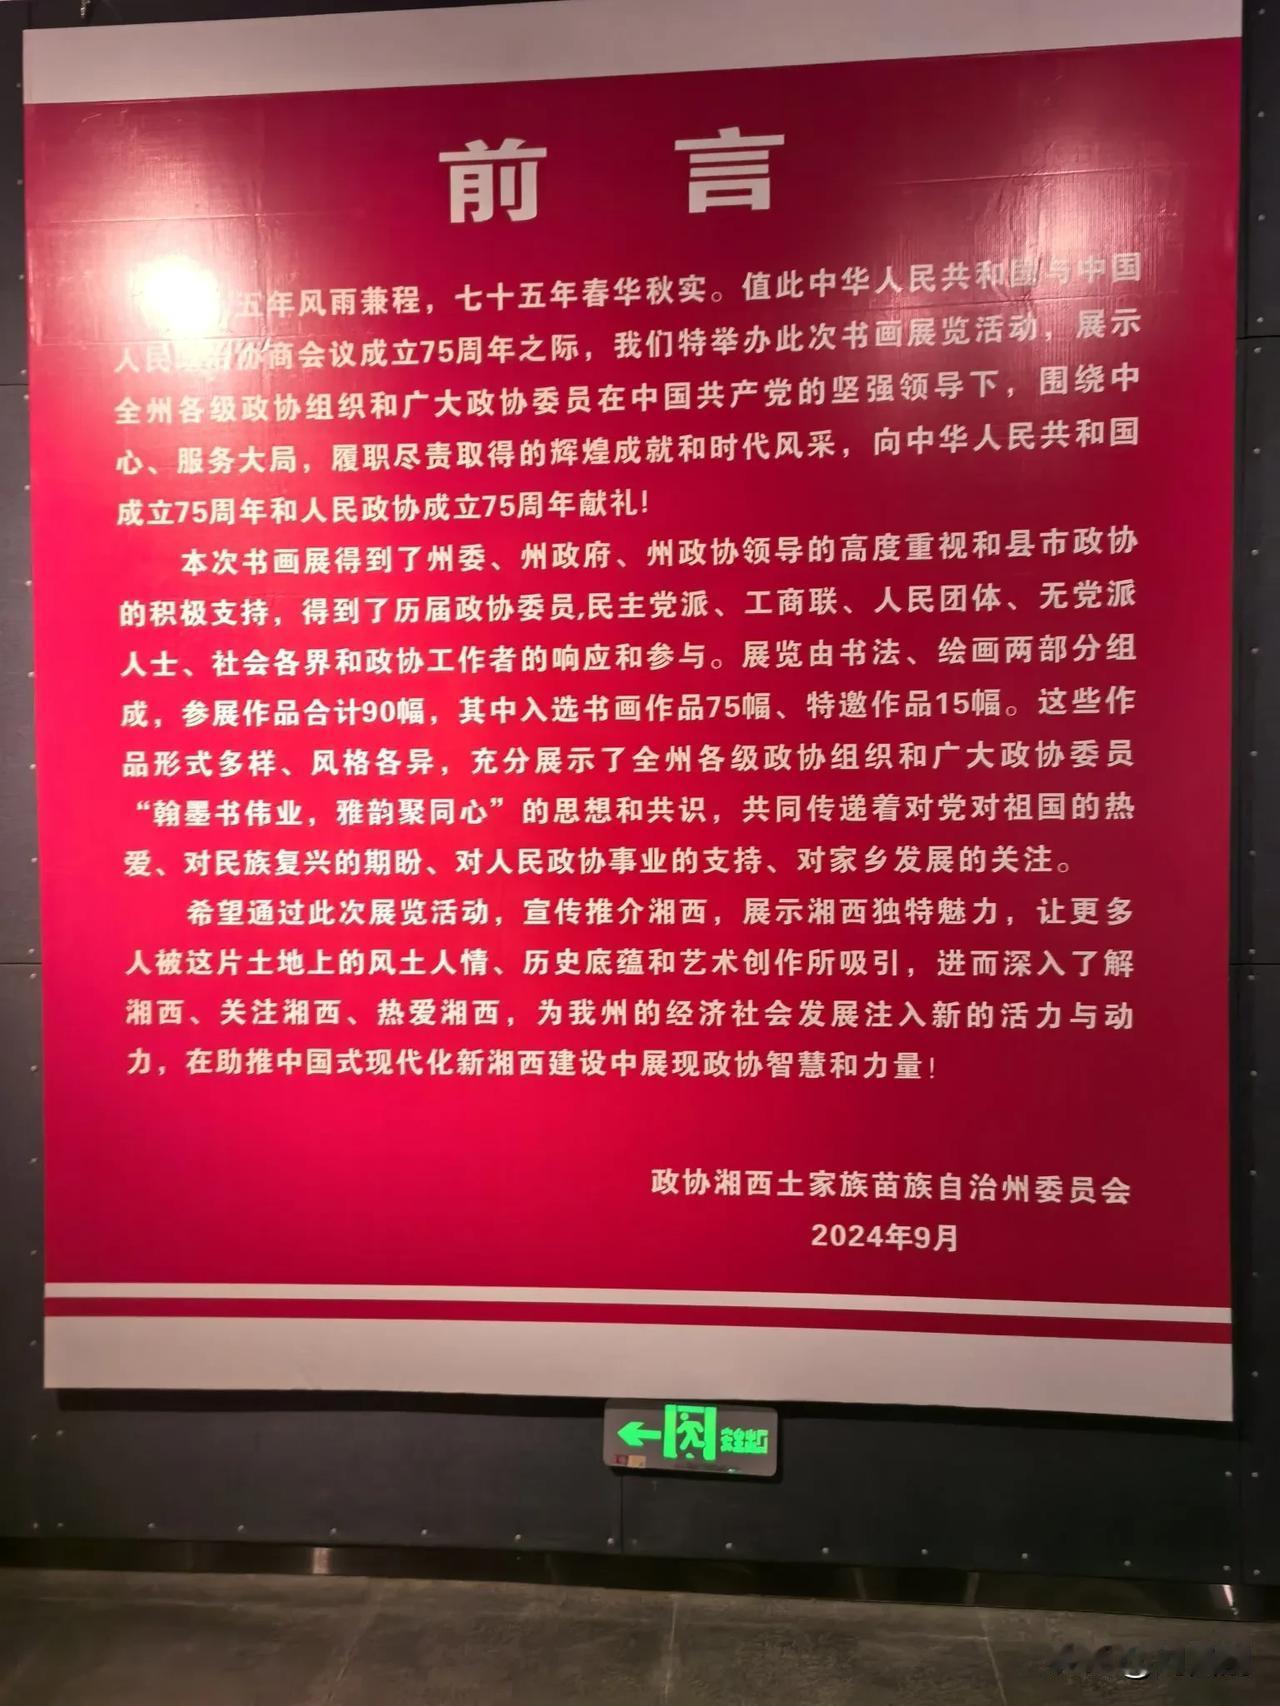 前 言
五年风雨兼程，七十五年春华秋实。值此中华人民共和国与中国
人民政治协商会议成立75周年之际，我们特举办此次书画展览活动，展示
全州各级政协组织和广大政协委员在中国共产党的坚强领导下，围绕中
心、服务大局，履职尽责取得的辉煌成就和时代风采，向中华人民共和国
成立75周年和人民政协成立75周年献礼！
本次书画展得到了州委、州政府、州政协领导的高度重视和县市政协
的积极支持，得到了历届政协委员,民主党派、工商联、人民团体、无党派
人士、社会各界和政协工作者的响应和参与。展览由书法、绘画两部分组
成，参展作品合计90幅，其中入选书画作品75幅、特邀作品15幅。这些作
品形式多样、风格各异，充分展示了全州各级政协组织和广大政协委员
“翰墨书伟业，雅韵聚同心”的思想和共识，共同传递着对党对祖国的热
爱、对民族复兴的期盼、对人民政协事业的支持、对家乡发展的关注。
希望通过此次展览活动，宣传推介湘西，展示湘西独特魅力，让更多
人被这片土地上的风土人情、历史底蕴和艺术创作所吸引，进而深入了解
湘西、关注湘西、热爱湘西，为我州的经济社会发展注入新的活力与动
力，在助推中国式现代化新湘西建设中展现政协智慧和力量！
政协湘西土家族苗族自治州委员会
2024年9月
安全出口